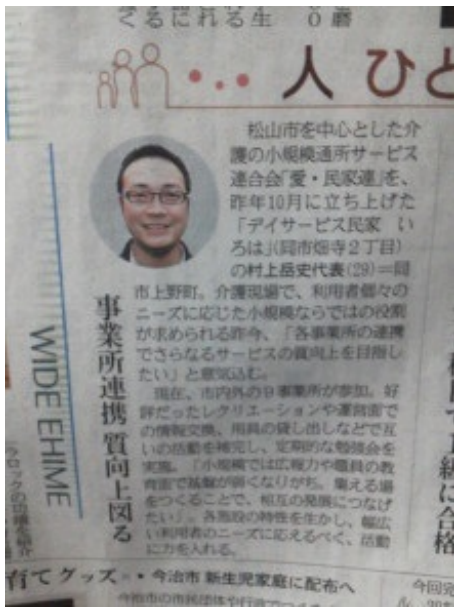 人 ひと
松山市を中心とした介
護の小規模通所サービス
連合会「愛・民家連」を、
昨年10月に立ち上げた
「デイサービス民家 い
ろは」(同市畑寺2丁目)
の村上岳史代表(29)=同
市上野町。介護現場で、利用者個々の
ニーズに応じた小規模ならではの役割
が求められる昨今、「各事業所の連携
でさらなるサービスの質向上を目指し
たい」と意気込む。
現在、市内外の9事業所が参加。好
評だったレクリエーションや運営面で
の情報交換、用具の貸し出しなどで互
いの活動を補完し、定期的な勉強会を
実施。「小規模では広報力や職員の教
育面で基盤が弱くなりがち。集える場
をつくることで、相互の発展につなげ
たい」。各施設の特性を生かし、幅広
い利用者のニーズに応えるべく、活動
に力を入れる。
事業所連携 質向上図る
WIDE EHIME
育てグッズ
今治市 新生児家庭に配布へ
今回完